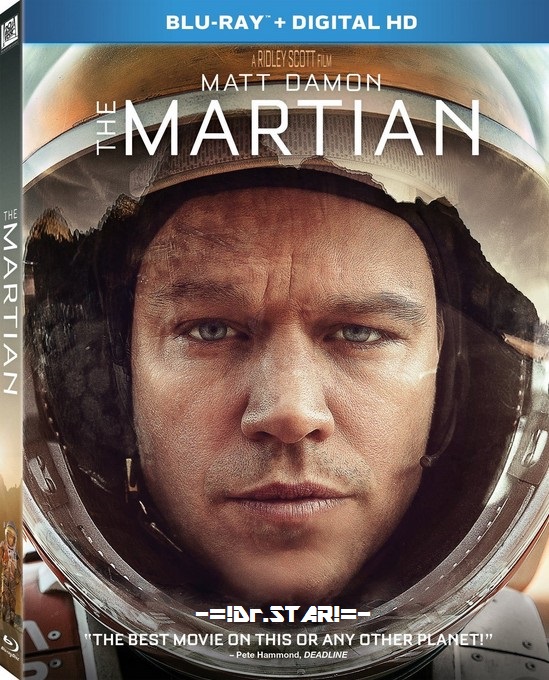 BLU-RAY™ + DIGITAL HD
A RIDLEY SCOTT FILM
MATT DAMON
THE MARTIAN
THE MARTIAN
-=!Dr.STAR!=-
"THE BEST MOVIE ON THIS OR ANY OTHER PLANET!"
– Pete Hammond, DEADLINE